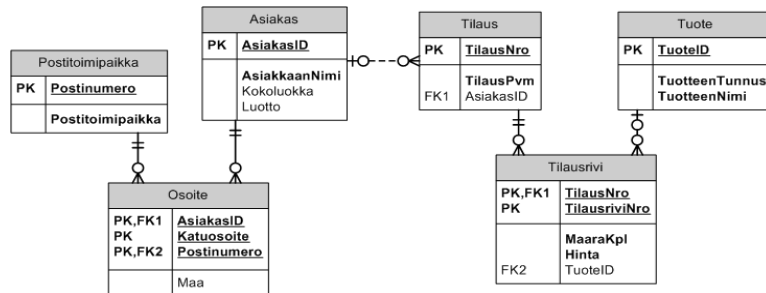 Postitoimipaikka
PK Postinumero
Postitoimipaikka
Asiakas
PK AsiakasID
AsiakkaanNimi
Kokoluokka
Luotto
Tilaus
PK TilausNro
TilausPvm
FK1 AsiakasID
Tuote
PK TuoteID
TuotteenTunnus
TuotteenNimi
Osoite
PK,FK1 AsiakasID
PK Katuosoite
PK,FK2 Postinumero
Maa
Tilausrivi
PK,FK1 TilausNro
PK TilausriviNro
MaaraKpl
Hinta
FK2 TuoteID